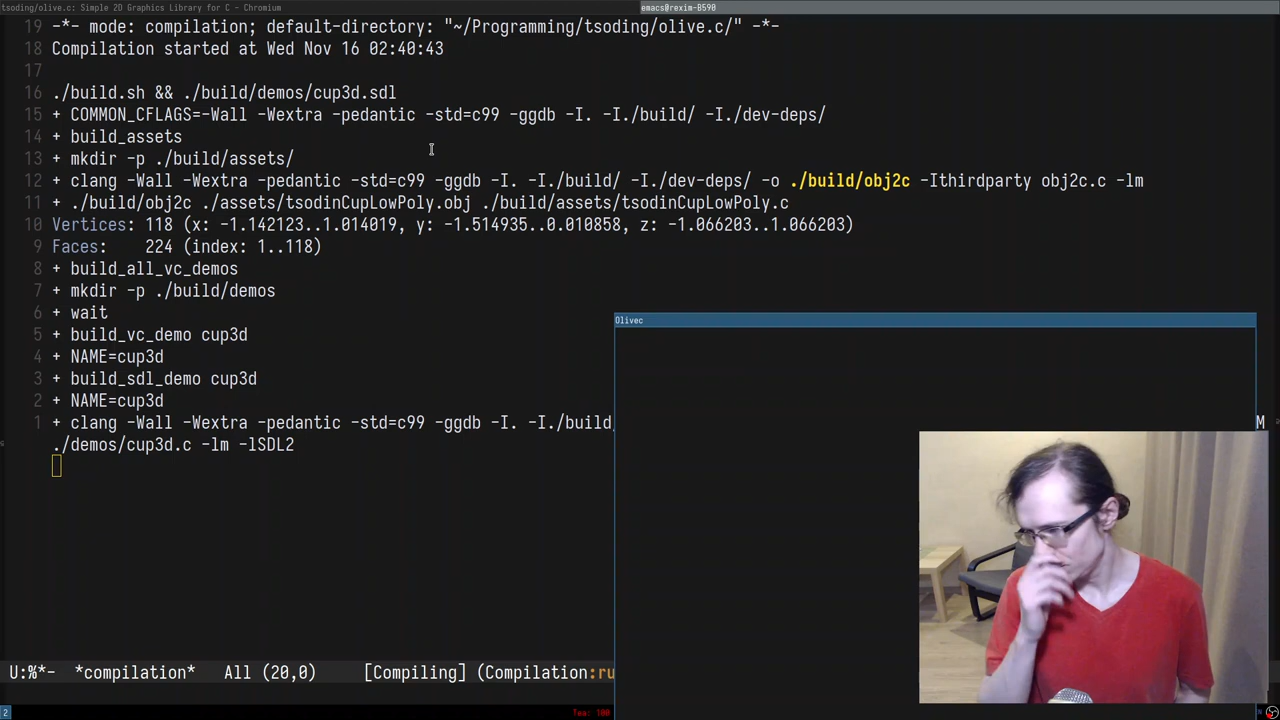 tsoding/olive.c: Simple 2D Graphics Library for C - Chromium
emacs@rexim-B590
19 -*- mode: compilation; default-directory: "~/Programming/tsoding/olive.c/" -*-
18 Compilation started at Wed Nov 16 02:40:43
17
16 ./build.sh && ./build/demos/cup3d.sdl
15 + COMMON_CFLAGS=-Wall -Wextra -pedantic -std=c99 -ggdb -I. -I./build/ -I./dev-deps/
14 + build_assets
13 + mkdir -p ./build/assets/
12 + clang -Wall -Wextra -pedantic -std=c99 -ggdb -I. -I./build/ -I./dev-deps/ -o ./build/obj2c -Ithirdparty obj2c.c -lm
11 + ./build/obj2c ./assets/tsodinCupLowPoly.obj ./build/assets/tsodinCupLowPoly.c
10 Vertices: 118 (x: -1.142123..1.014019, y: -1.514935..0.010858, z: -1.066203..1.066203)
9 Faces: 224 (index: 1..118)
8 + build_all_vc_demos
7 + mkdir -p ./build/demos
6 + wait
Olivec
5 + build_vc_demo cup3d
4 + NAME=cup3d
3 + build_sdl_demo cup3d
2 + NAME=cup3d
1 + clang -Wall -Wextra -pedantic -std=c99 -ggdb -I. -I./build/ M
./demos/cup3d.c -lm -lSDL2
U:%*- *compilation* All (20,0) [Compiling] (Compilation:ru
2 Tea: 100